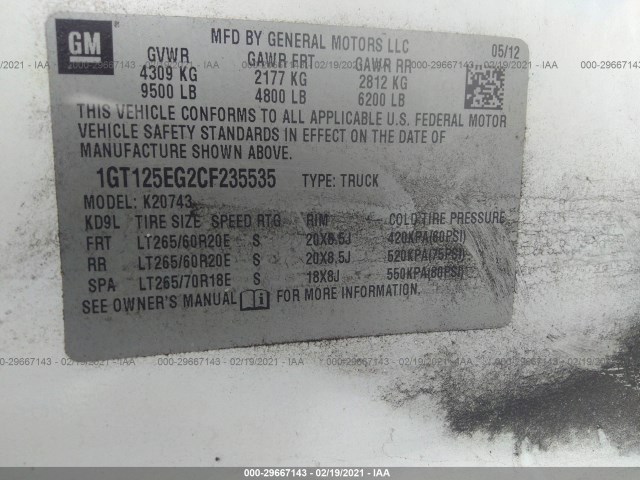 GM
MFD BY GENERAL MOTORS LLC
05/12
GVWR GAWR FRT GAWR RR
4309 KG 2177 KG 2812 KG
9500 LB 4800 LB 6200 LB
THIS VEHICLE CONFORMS TO ALL APPLICABLE U.S. FEDERAL MOTOR
VEHICLE SAFETY STANDARDS IN EFFECT ON THE DATE OF
MANUFACTURE SHOWN ABOVE.
1GT125EG2CF235535 TYPE: TRUCK
MODEL: K20743
KD9L TIRE SIZE SPEED RTG RIM COLD TIRE PRESSURE
FRT LT265/60R20E S 20X8.5J 420KPA(60PSI)
RR LT265/60R20E S 20X8.5J 520KPA(75PSI)
SPA LT265/70R18E S 18X8J 550KPA(80PSI)
SEE OWNER'S MANUAL FOR MORE INFORMATION.
000-29667143 - 02/19/2021 - IAA